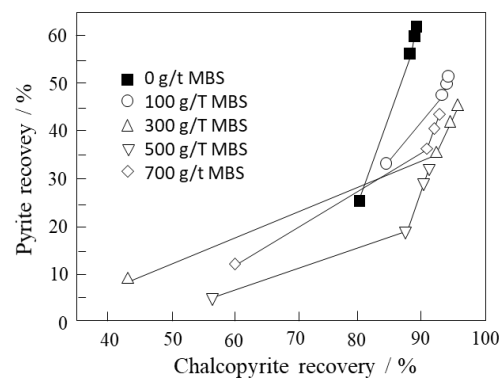 60
50
40
30
20
10
0
Pyrite recovey / %
■ 0 g/t MBS
○ 100 g/T MBS
△ 300 g/T MBS
▽ 500 g/T MBS
◇ 700 g/t MBS
40 50 60 70 80 90 100
Chalcopyrite recovery / %